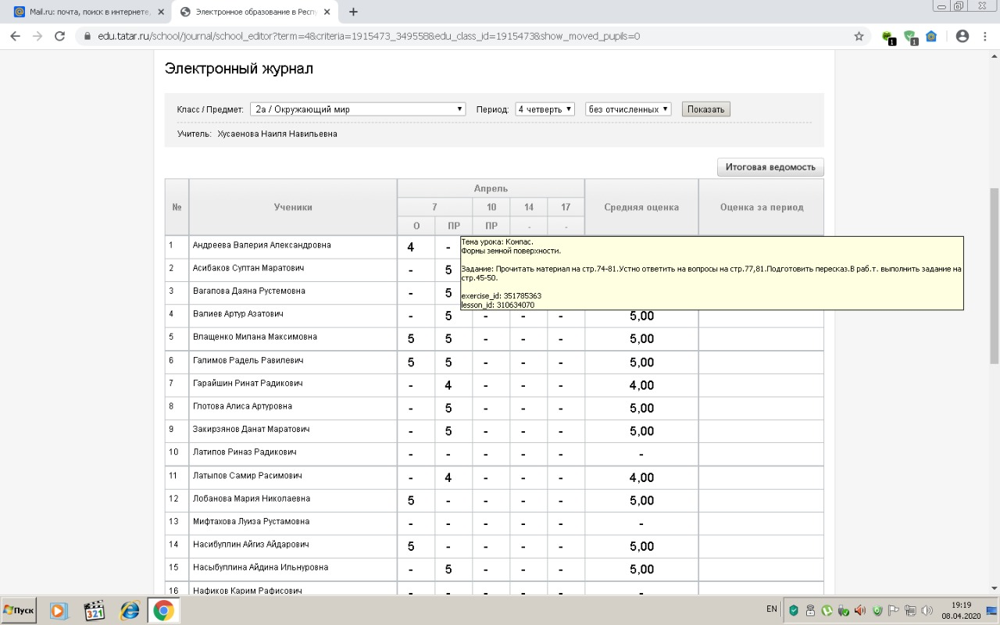 Mail.ru: почта, поиск в интернете,
Электронное образование в Респу
edu.tatar.ru/school/journal/school_editor?term=4&criteria=1915473_349558&edu_class_id=1915473&show_moved_pupils=0
Электронный журнал
Класс / Предмет: 2а / Окружающий мир Период: 4 четверть без отчисленных Показать
Учитель: Хусаенова Наиля Навильевна
Итоговая ведомость
№ Ученики Апрель Средняя оценка Оценка за период
7 10 14 17
О ПР ПР - -
1 Андреева Валерия Александровна 4 -
Тема урока: Компас.
Формы земной поверхности.
Задание: Прочитать материал на стр.74-81.Устно ответить на вопросы на стр.77,81.Подготовить пересказ.В раб.т. выполнить задание на
стр.45-50.
exercise_id: 351785363
lesson_id: 310634070
2 Асибаков Султан Маратович - 5
3 Вагапова Даяна Рустемовна - 5
4 Валиев Артур Азатович - 5 - - - 5,00
5 Влащенко Милана Максимовна 5 5 - - - 5,00
6 Галимов Радель Равилевич 5 5 - - - 5,00
7 Гарайшин Ринат Радикович - 4 - - - 4,00
8 Глотова Алиса Артуровна - 5 - - - 5,00
9 Закирзянов Данат Маратович - 5 - - - 5,00
10 Латипов Риназ Радикович - - - - - -
11 Латыпов Самир Расимович - 4 - - - 4,00
12 Лобанова Мария Николаевна 5 - - - - 5,00
13 Мифтахова Луиза Рустамовна - - - - - -
14 Насибуллин Айгиз Айдарович 5 - - - - 5,00
15 Насыбуллина Айдина Ильнуровна - 5 - - - 5,00
16 Нафиков Карим Рафисович - - - - - -
Пуск
321
EN
19:19
08.04.2020
1
1